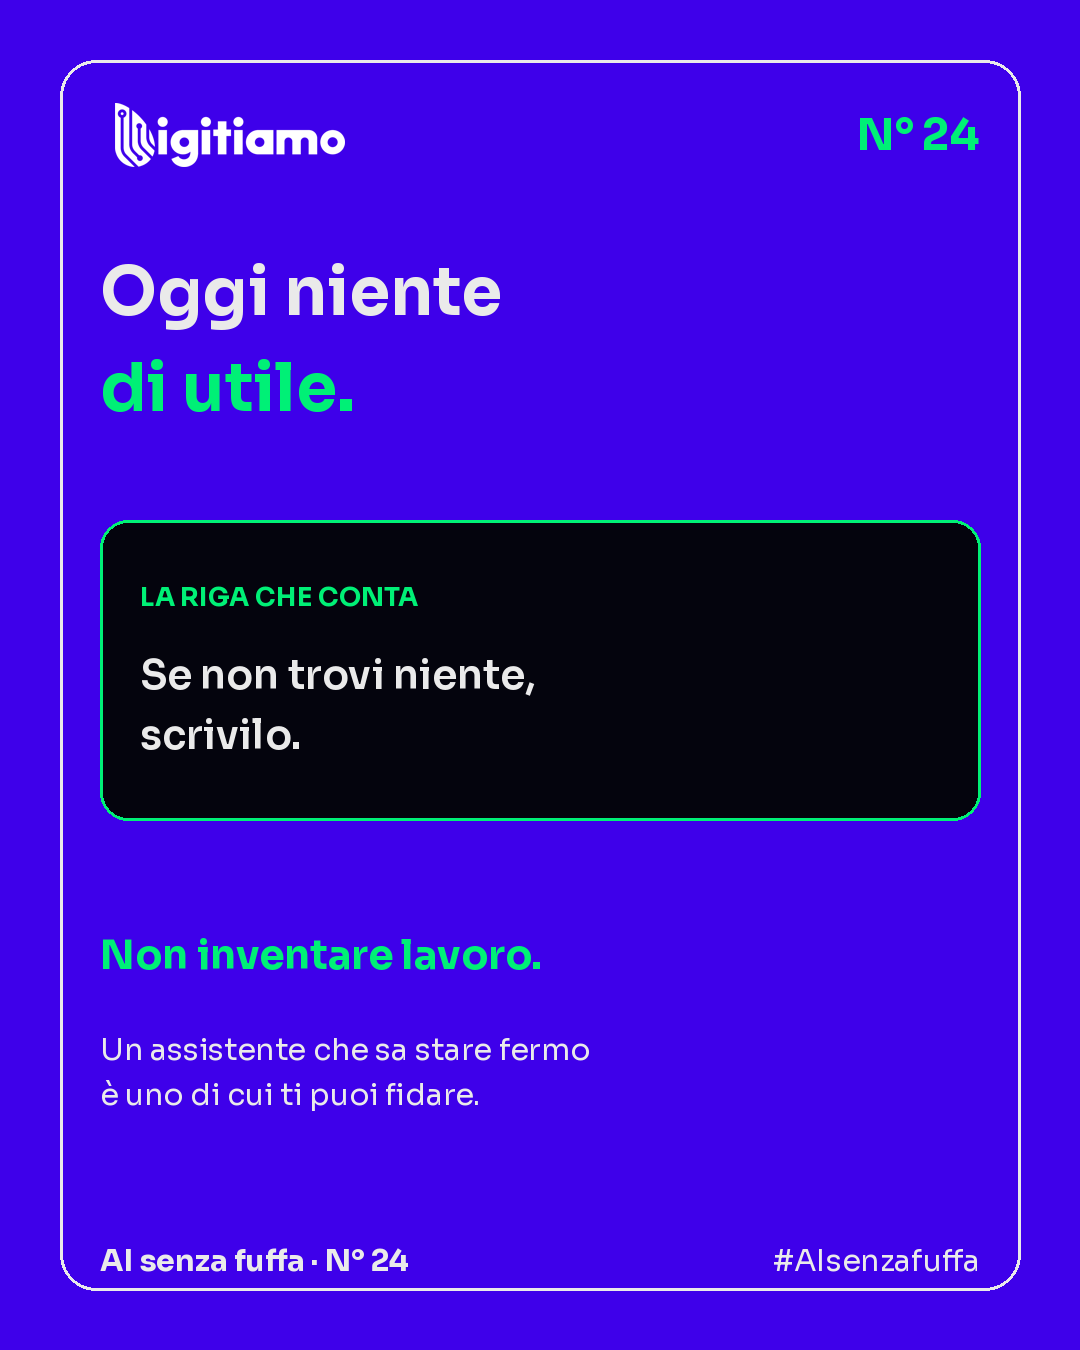 Digitiamo
N° 24
Oggi niente
di utile.
LA RIGA CHE CONTA
Se non trovi niente,
scrivilo.
Non inventare lavoro.
Un assistente che sa stare fermo
è uno di cui ti puoi fidare.
AI senza fuffa · N° 24
#AIsenzafuffa